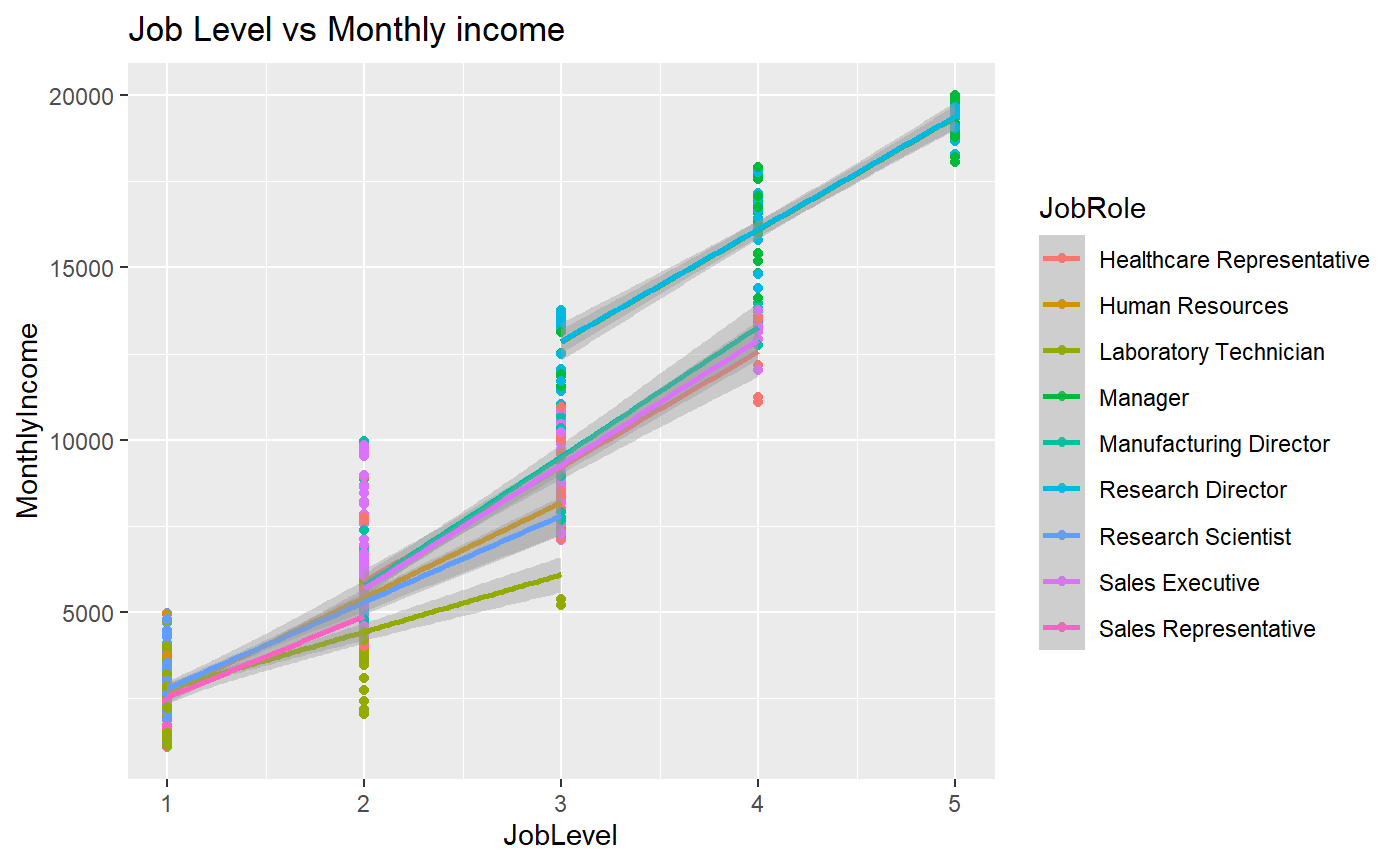 Job Level vs Monthly income
MonthlyIncome
20000
15000
10000
5000
1 2 3 4 5
JobLevel
JobRole
Healthcare Representative
Human Resources
Laboratory Technician
Manager
Manufacturing Director
Research Director
Research Scientist
Sales Executive
Sales Representative